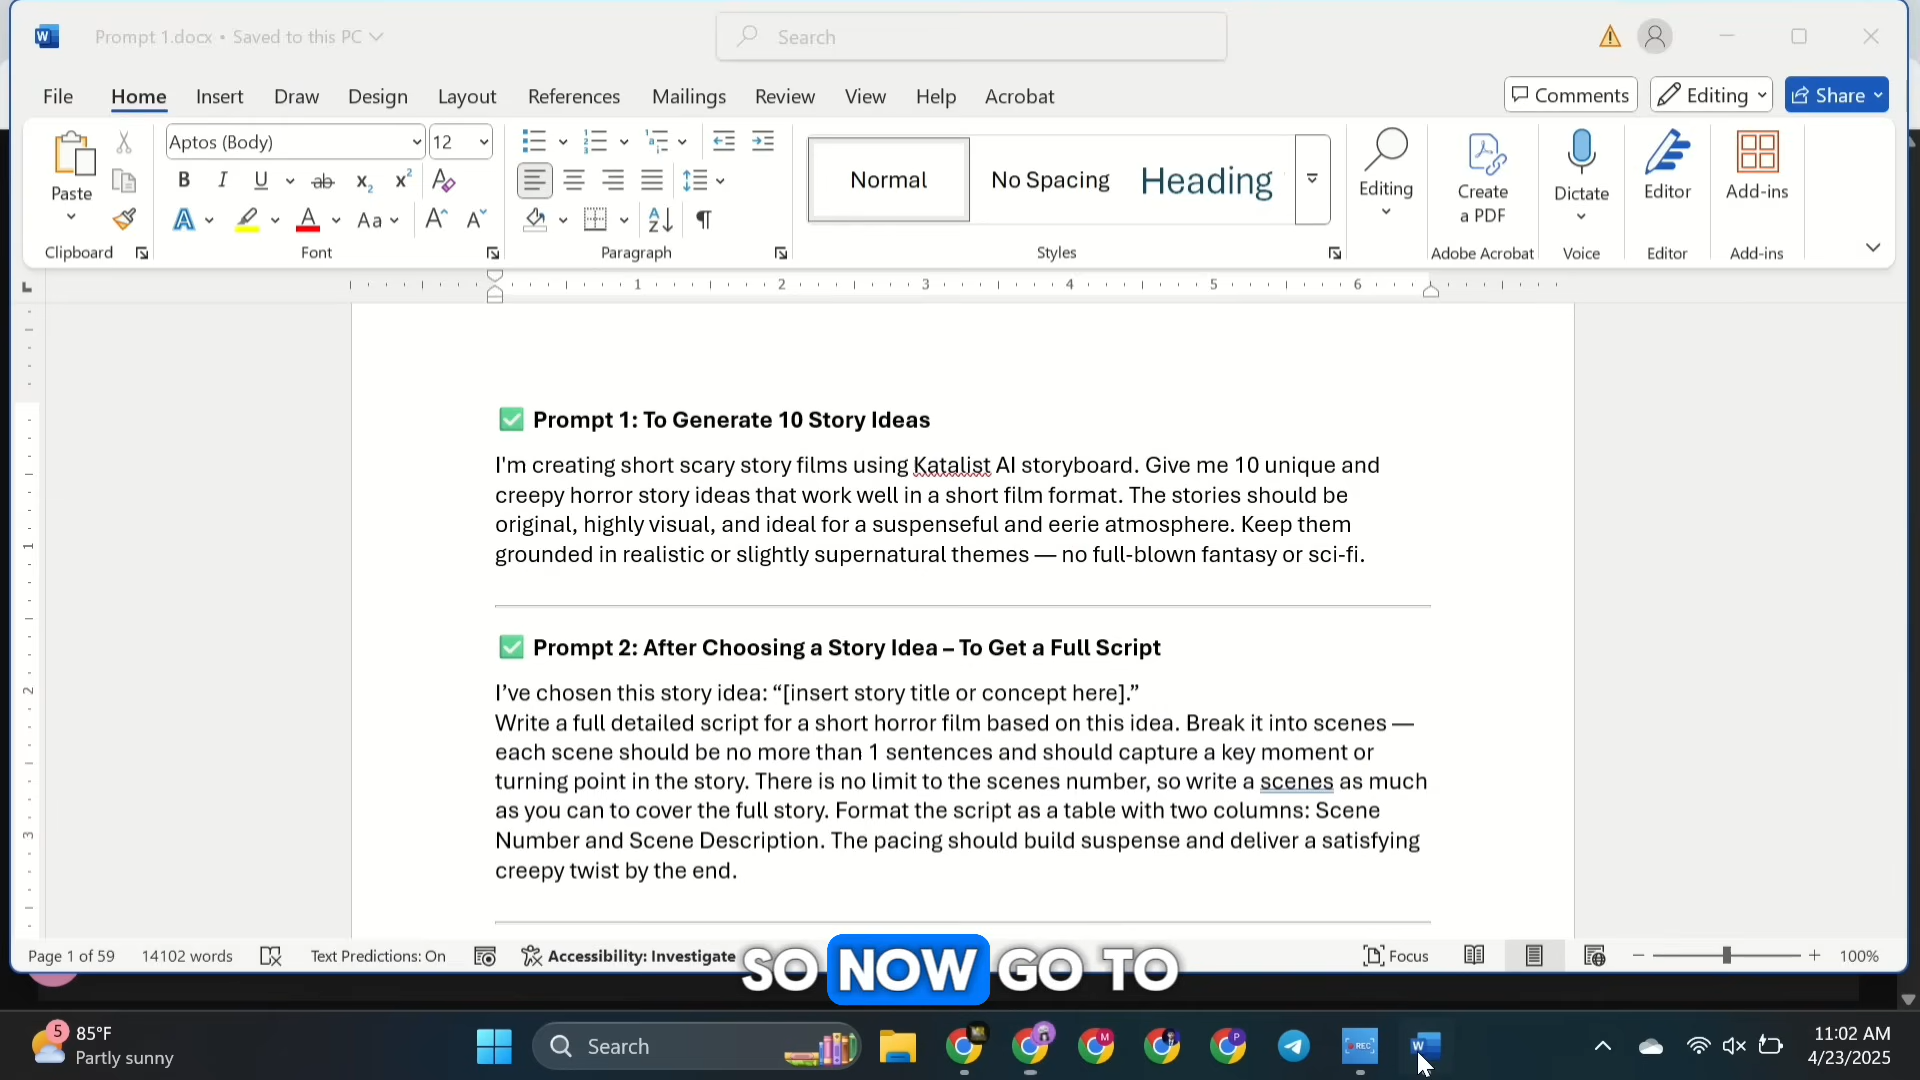 Prompt 1.docx • Saved to this PC
Search
File
Home
Insert
Draw
Design
Layout
References
Mailings
Review
View
Help
Acrobat
Comments
Editing
Share
Paste
Aptos (Body)
12
Normal
No Spacing
Heading
Editing
Create
a PDF
Dictate
Editor
Add-ins
Clipboard
Font
Paragraph
Styles
Adobe Acrobat
Voice
Editor
Add-ins
1 2 3 4 5 6
✅ Prompt 1: To Generate 10 Story Ideas
I'm creating short scary story films using Katalist AI storyboard. Give me 10 unique and
creepy horror story ideas that work well in a short film format. The stories should be
original, highly visual, and ideal for a suspenseful and eerie atmosphere. Keep them
grounded in realistic or slightly supernatural themes — no full-blown fantasy or sci-fi.
✅ Prompt 2: After Choosing a Story Idea – To Get a Full Script
I’ve chosen this story idea: “[insert story title or concept here].”
Write a full detailed script for a short horror film based on this idea. Break it into scenes —
each scene should be no more than 1 sentences and should capture a key moment or
turning point in the story. There is no limit to the scenes number, so write a scenes as much
as you can to cover the full story. Format the script as a table with two columns: Scene
Number and Scene Description. The pacing should build suspense and deliver a satisfying
creepy twist by the end.
1
2
3
Page 1 of 59
14102 words
Text Predictions: On
Accessibility: Investigate
Focus
100%
SO NOW GO TO
5
85°F
Partly sunny
Search
11:02 AM
4/23/2025